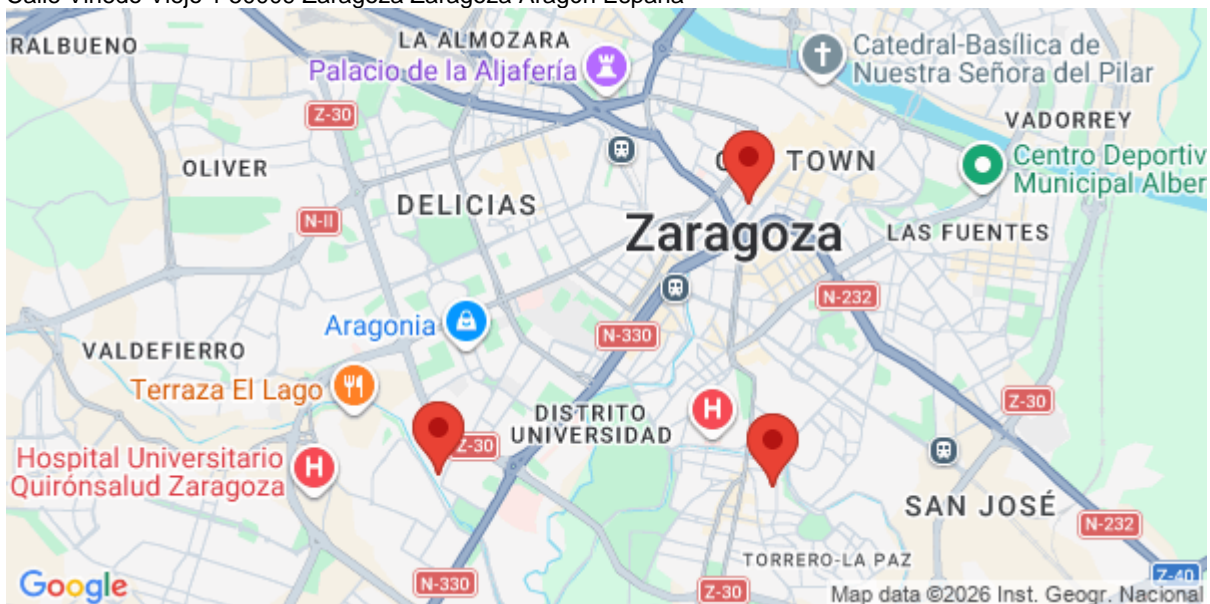 RALBUENO
LA ALMOZARA
Catedral-Basílica de
Nuestra Señora del Pilar
Palacio de la Aljafería
Z-30
VADORREY
OLIVER
TOWN
Centro Deportiv
Municipal Alber
DELICIAS
N-II
Zaragoza
LAS FUENTES
N-232
Aragonia
N-330
VALDEFIERRO
Terraza El Lago
Z-30
DISTRITO
UNIVERSIDAD
H
Z-30
Hospital Universitario
Quirónsalud Zaragoza
H
SAN JOSÉ
N-232
TORRERO-LA PAZ
Google
N-330
Z-30
Z-40
Map data ©2026 Inst. Geogr. Nacional